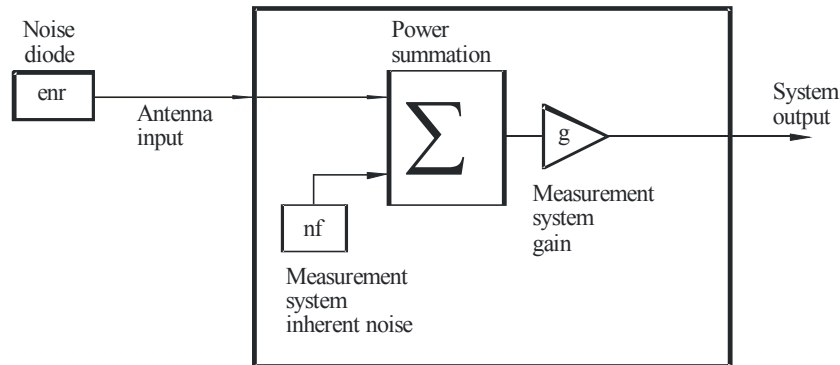 Noise
diode
enr
Antenna
input
Power
summation
Σ
nf
Measurement
system
inherent noise
g
Measurement
system
gain
System
output